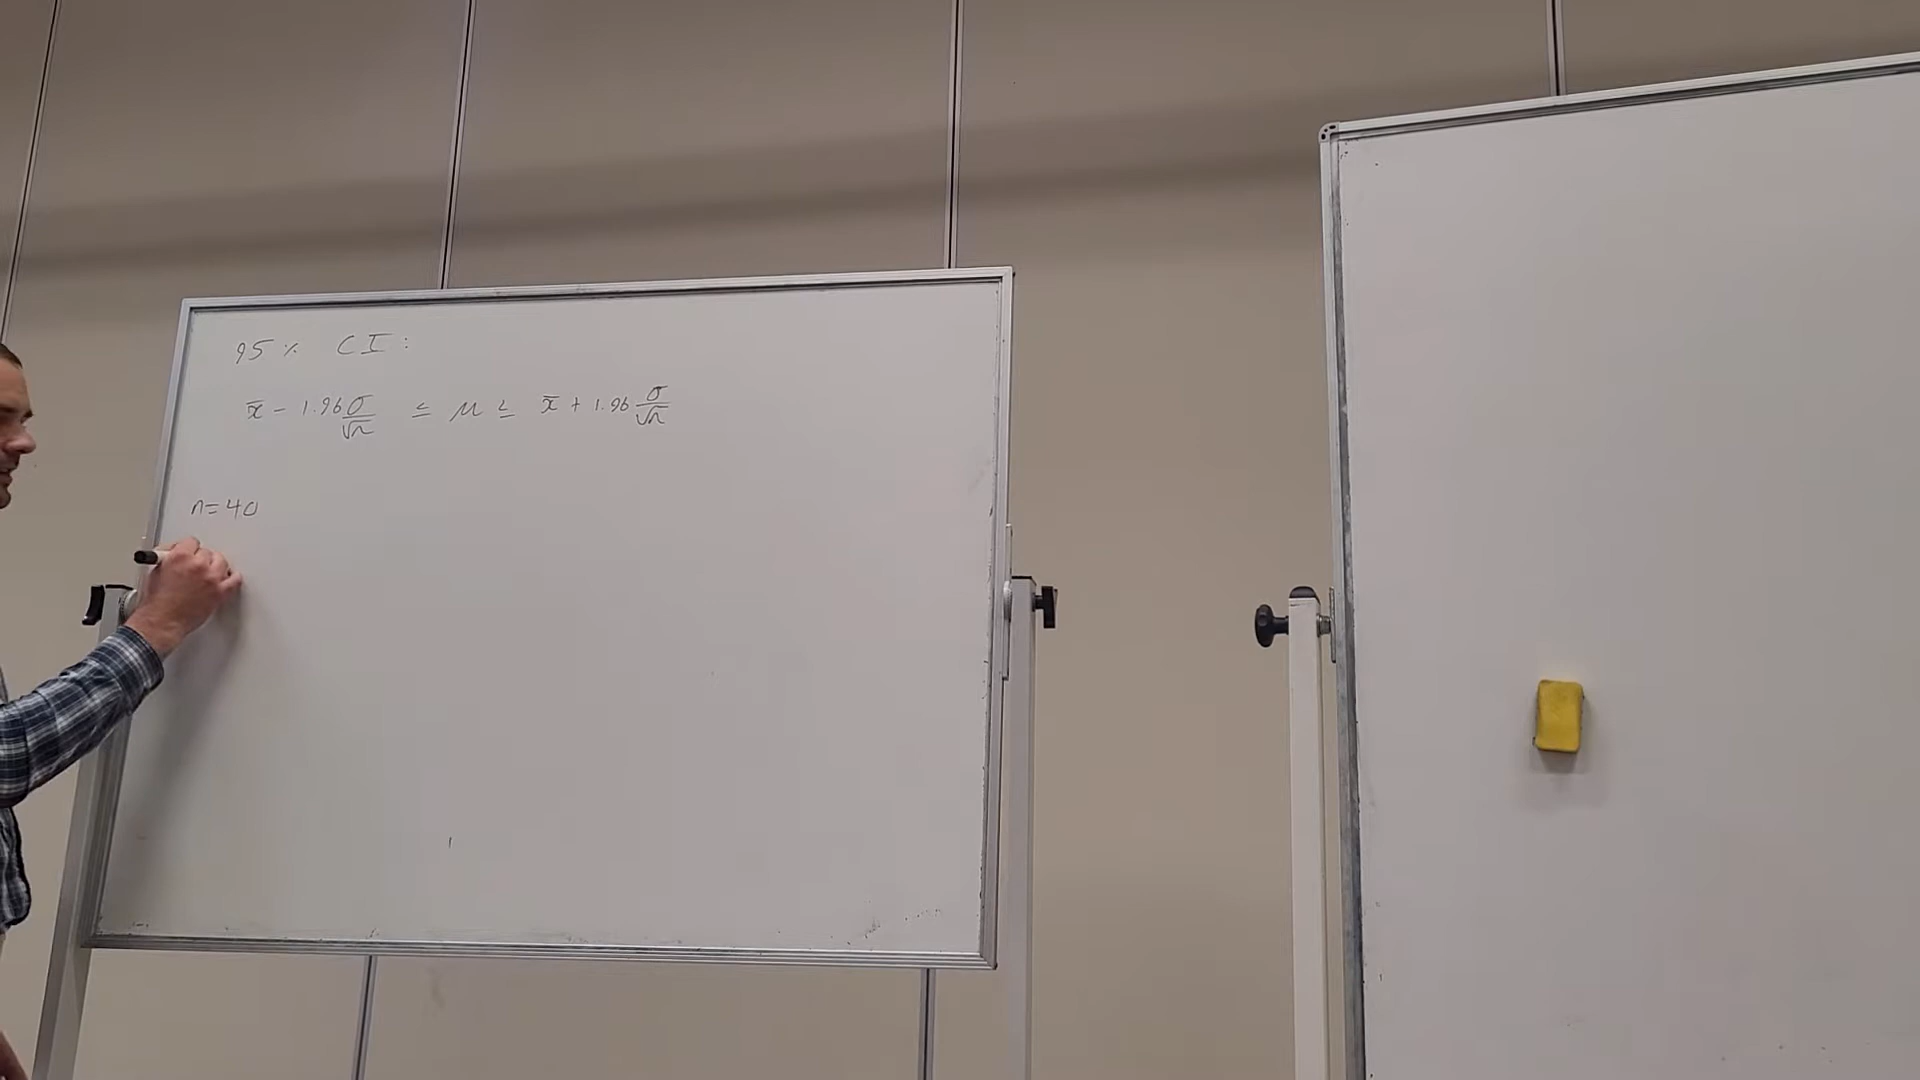 95% CI:
x̄ - 1.96 σ/√n ≤ μ ≤ x̄ + 1.96 σ/√n
n=40